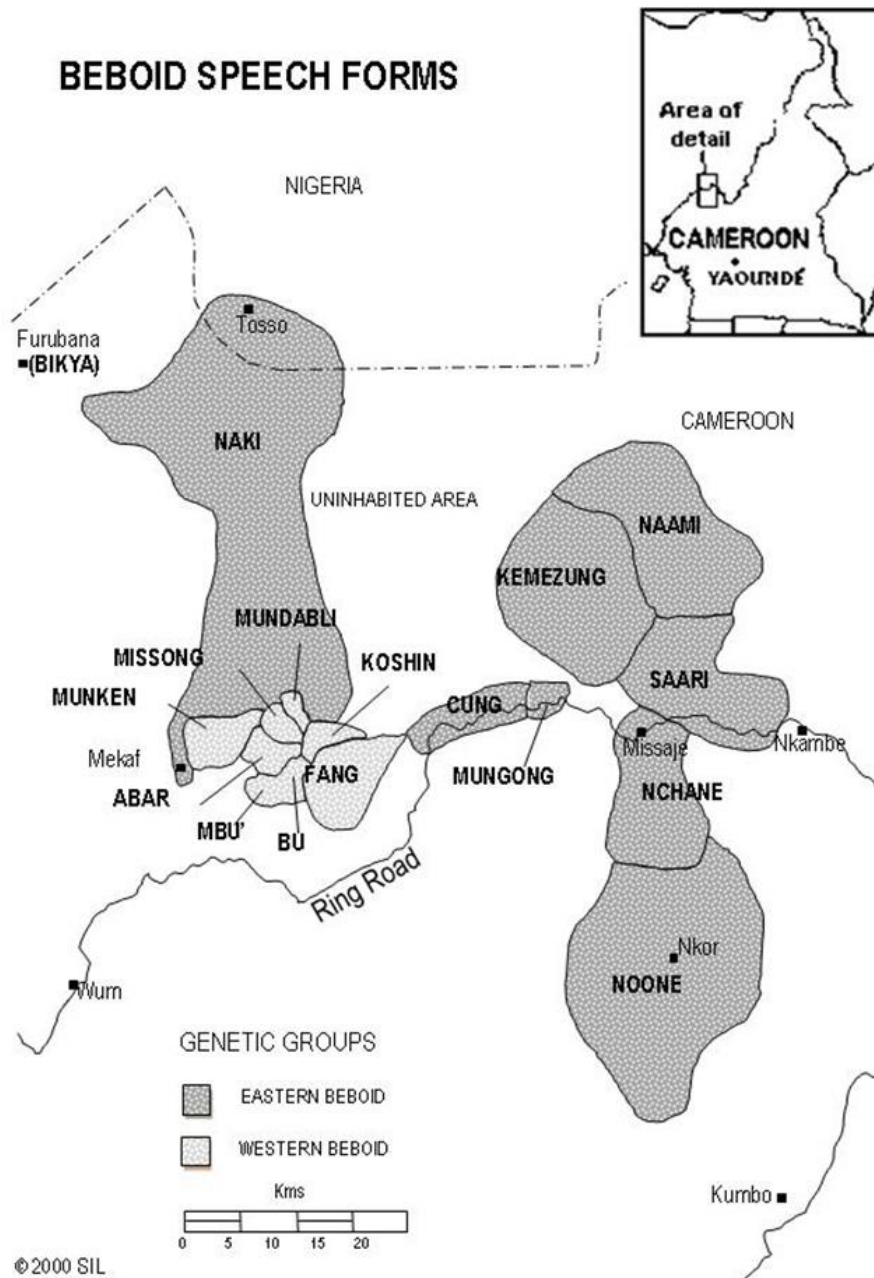 BEBOID SPEECH FORMS
Area of
detail
CAMEROON
YAOUNDÉ
NIGERIA
Tosso
Furubana
(BIKYA)
NAKI
CAMEROON
UNINHABITED AREA
NAAMI
KEMEZUNG
MUNDABLI
MISSONG
KOSHIN
SAARI
MUNKEN
CUNG
Missaje
Nkambe
Mekaf
FANG
MUNGONG
NCHANE
ABAR
MBU'
BU
Ring Road
Nkor
NOONE
Wum
GENETIC GROUPS
EASTERN BEBOID
WESTERN BEBOID
Kms
0 5 10 15 20
Kumbo
© 2000 SIL